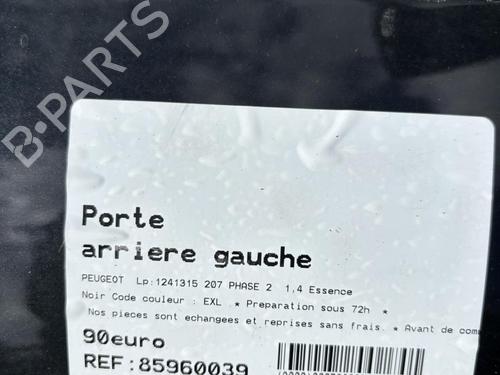 B-PARTS
Porte
arriere gauche
PEUGEOT Lp:1241315 207 PHASE 2 1.4 Essence
Noir Code couleur : EXL * Preparation sous 72h *
Nos pieces sont echangees et reprises sans frais * Avant de com
90euro
REF:85960039